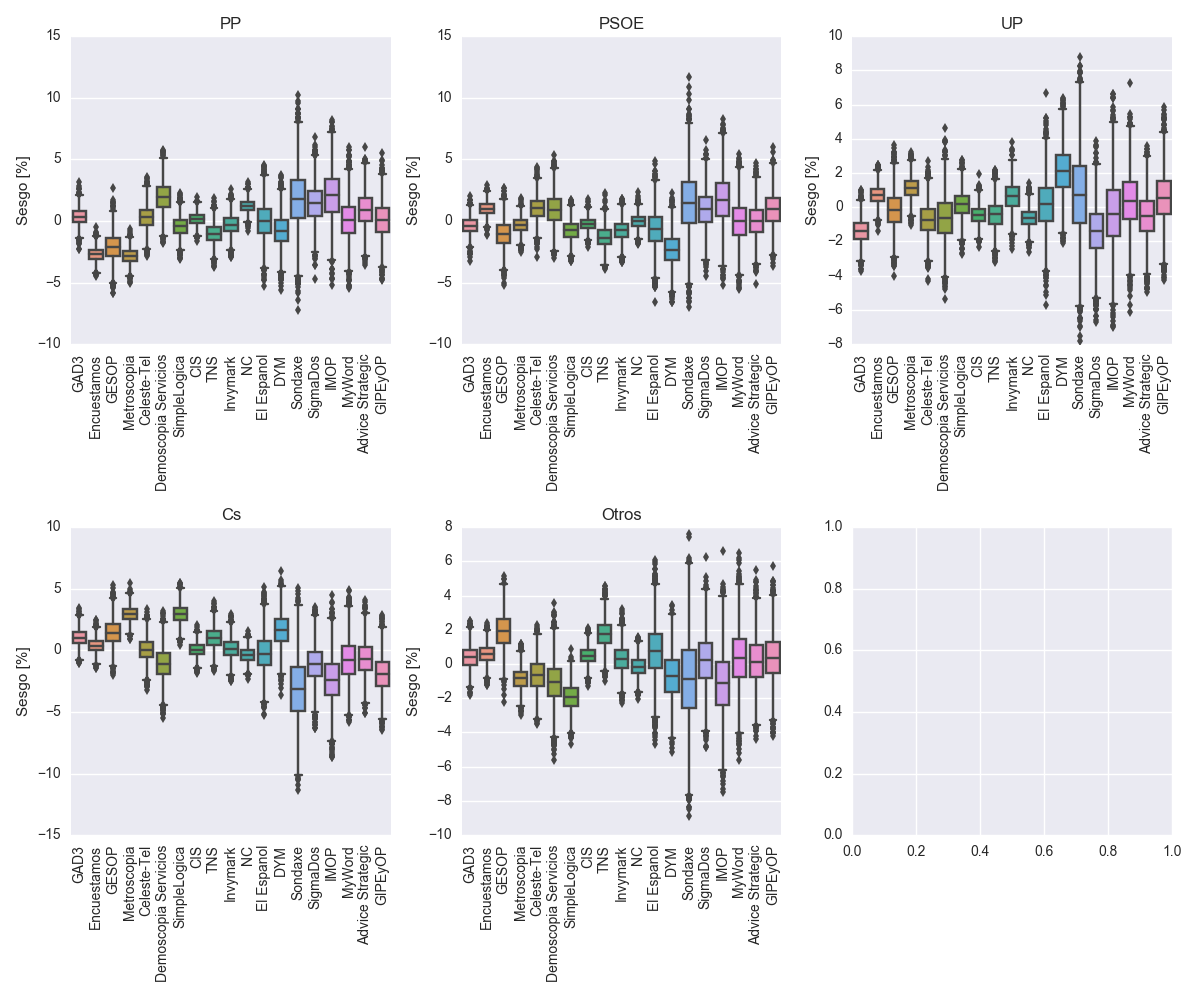 PP
PSOE
UP
15
10
5
0
−5
−10
Sesgo [%]
15
10
5
0
−5
−10
Sesgo [%]
10
8
6
4
2
0
−2
−4
−6
−8
Sesgo [%]
GAD3
Encuestamos
GESOP
Metroscopia
Celeste-Tel
Demoscopia Servicios
SimpleLogica
CIS
TNS
Invymark
NC
El Espanol
DYM
Sondaxe
SigmaDos
IMOP
MyWord
Advice Strategic
GIPEyOP
GAD3
Encuestamos
GESOP
Metroscopia
Celeste-Tel
Demoscopia Servicios
SimpleLogica
CIS
TNS
Invymark
NC
El Espanol
DYM
Sondaxe
SigmaDos
IMOP
MyWord
Advice Strategic
GIPEyOP
GAD3
Encuestamos
GESOP
Metroscopia
Celeste-Tel
Demoscopia Servicios
SimpleLogica
CIS
TNS
Invymark
NC
El Espanol
DYM
Sondaxe
SigmaDos
IMOP
MyWord
Advice Strategic
GIPEyOP
Cs
Otros
10
5
0
−5
−10
−15
Sesgo [%]
8
6
4
2
0
−2
−4
−6
−8
−10
Sesgo [%]
1.0
0.8
0.6
0.4
0.2
0.0
0.0 0.2 0.4 0.6 0.8 1.0
GAD3
Encuestamos
GESOP
Metroscopia
Celeste-Tel
Demoscopia Servicios
SimpleLogica
CIS
TNS
Invymark
NC
El Espanol
DYM
Sondaxe
SigmaDos
IMOP
MyWord
Advice Strategic
GIPEyOP
GAD3
Encuestamos
GESOP
Metroscopia
Celeste-Tel
Demoscopia Servicios
SimpleLogica
CIS
TNS
Invymark
NC
El Espanol
DYM
Sondaxe
SigmaDos
IMOP
MyWord
Advice Strategic
GIPEyOP